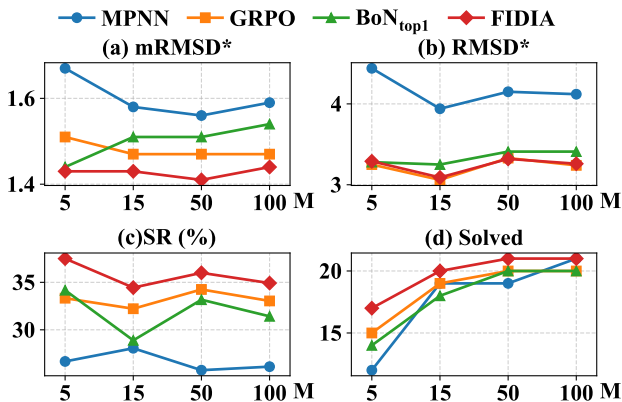 MPNN GRPO BoN_top1 FIDIA
(a) mRMSD* (b) RMSD*
1.6
1.4
5 15 50 100 M
4
3
5 15 50 100 M
(c)SR (%) (d) Solved
35
30
5 15 50 100 M
20
15
5 15 50 100 M